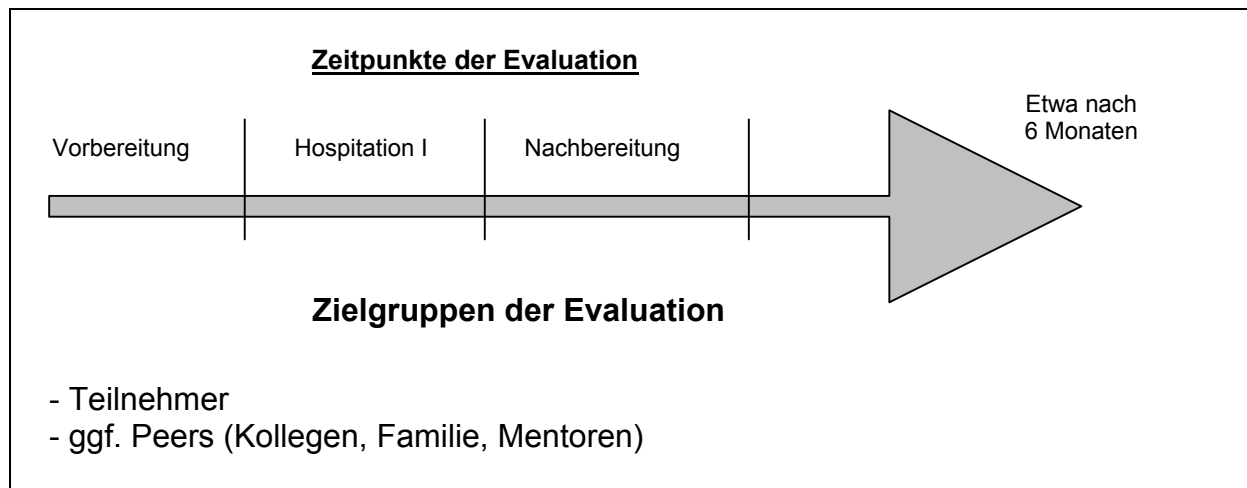 Zeitpunkte der Evaluation
Etwa nach
6 Monaten
Vorbereitung
Hospitation I
Nachbereitung
Zielgruppen der Evaluation
- Teilnehmer
- ggf. Peers (Kollegen, Familie, Mentoren)